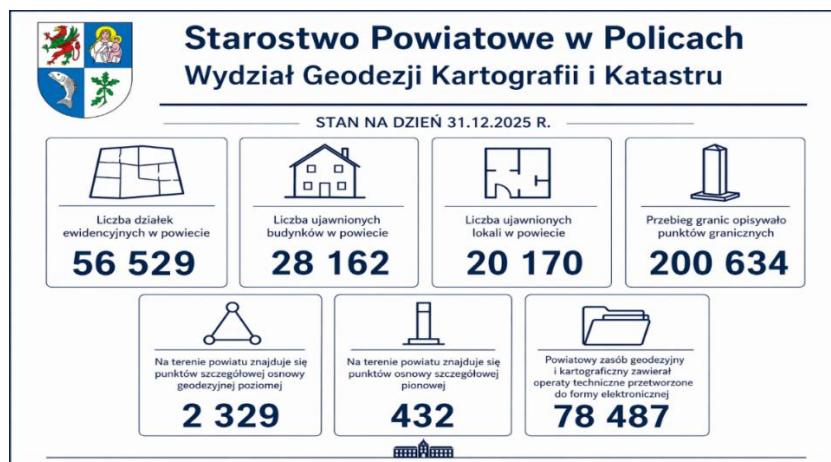 Starostwo Powiatowe w Policach
Wydział Geodezji Kartografii i Katastru
STAN NA DZIEŃ 31.12.2025 R.
Liczba działek
ewidencyjnych w powiecie
56 529
Liczba ujawnionych
budynków w powiecie
28 162
Liczba ujawnionych
lokali w powiecie
20 170
Przebieg granic opisywało
punktów granicznych
200 634
Na terenie powiatu znajduje się
punktów szczegółowej osnowy
geodezyjnej poziomej
2 329
Na terenie powiatu znajduje się
punktów osnowy szczegółowej
pionowej
432
Powiatowy zasób geodezyjny
i kartograficzny zawierał
operaty techniczne przetworzone
do formy elektronicznej
78 487